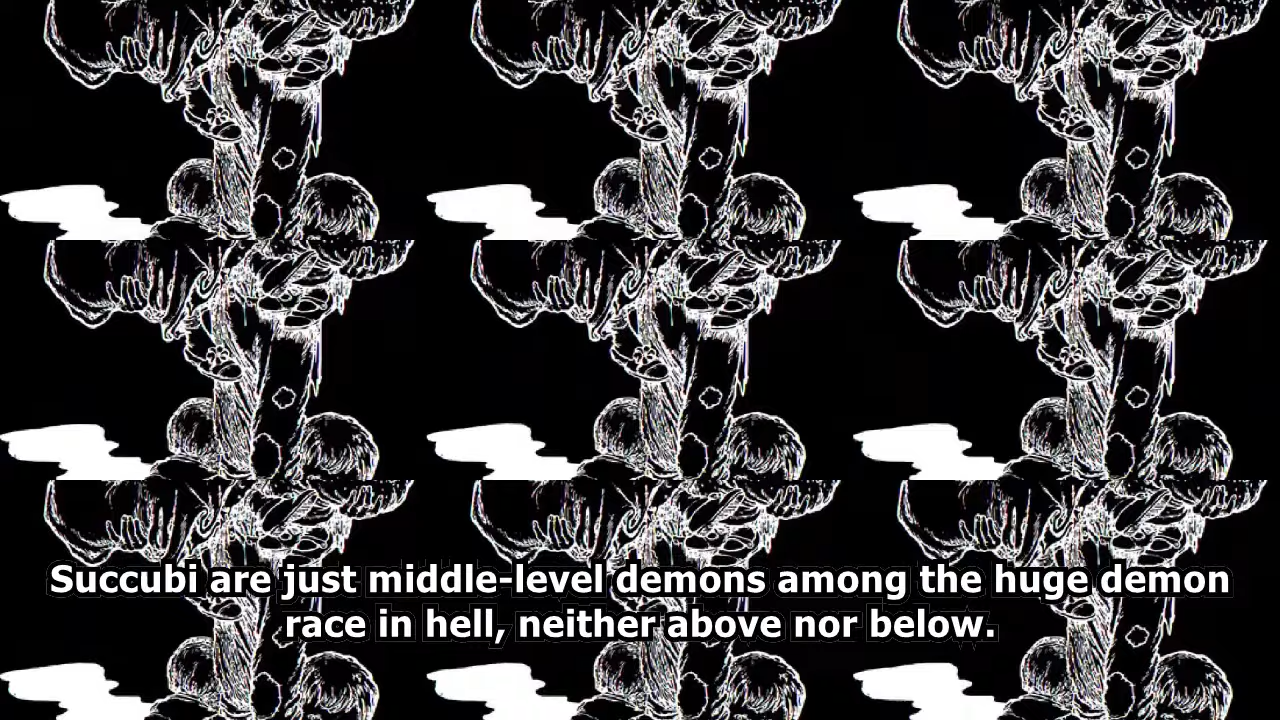 Succubi are just middle-level demons among the huge demon
race in hell, neither above nor below.